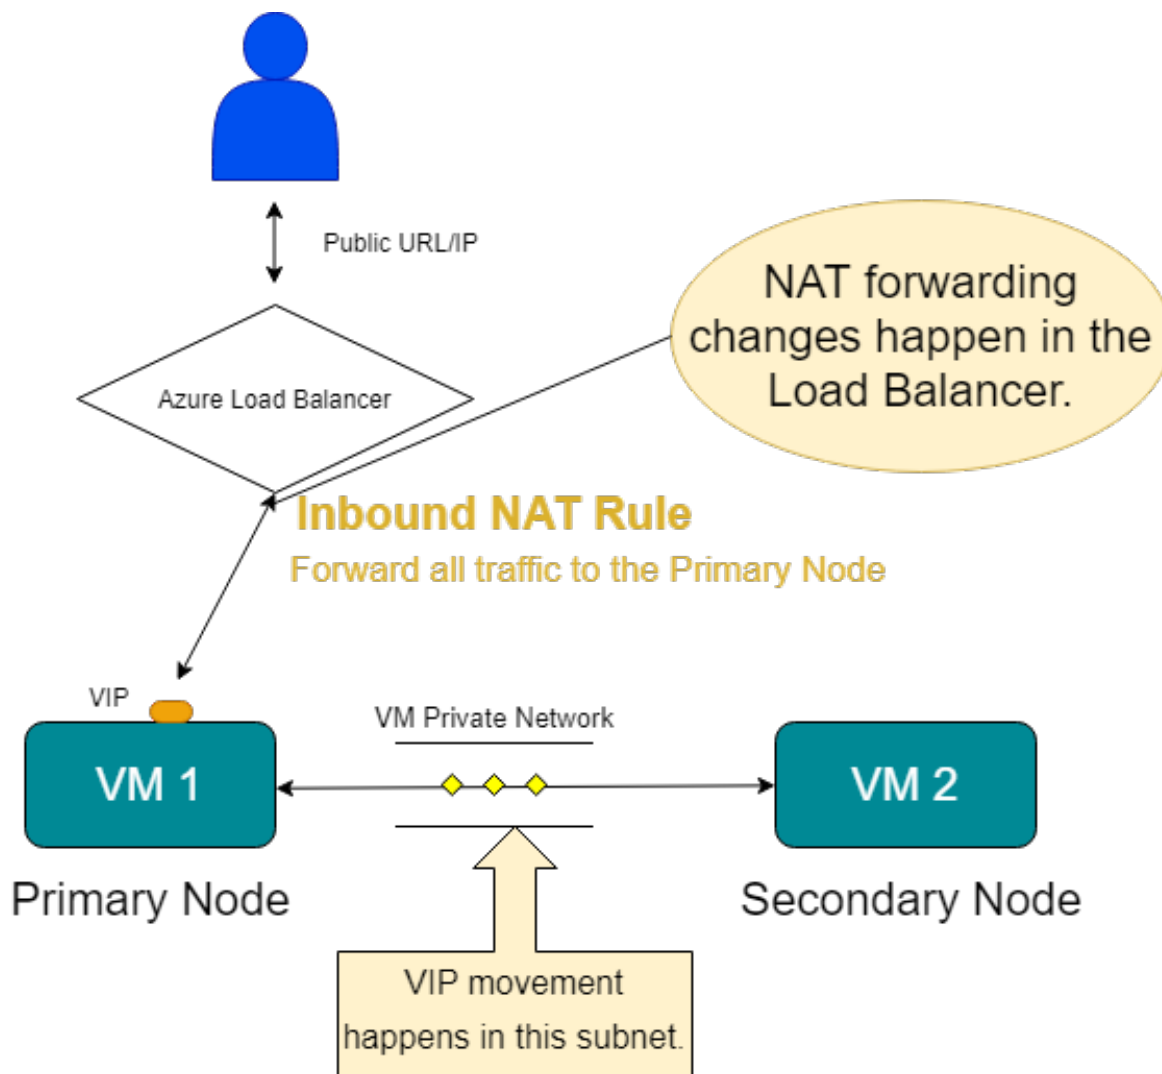 Public URL/IP
NAT forwarding
changes happen in the
Load Balancer.
Azure Load Balancer
Inbound NAT Rule
Forward all traffic to the Primary Node
VIP
VM Private Network
VM 1
VM 2
Primary Node
Secondary Node
VIP movement
happens in this subnet.